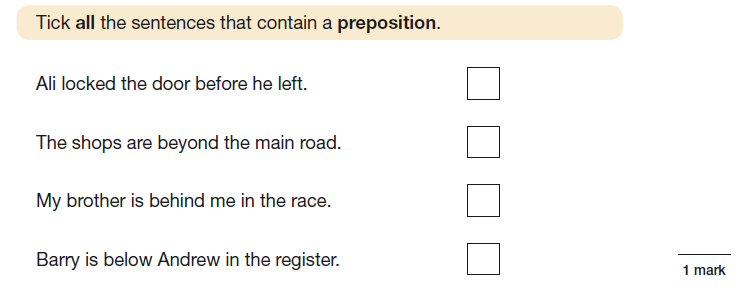 Tick all the sentences that contain a preposition.
Ali locked the door before he left.
The shops are beyond the main road.
My brother is behind me in the race.
Barry is below Andrew in the register.
1 mark